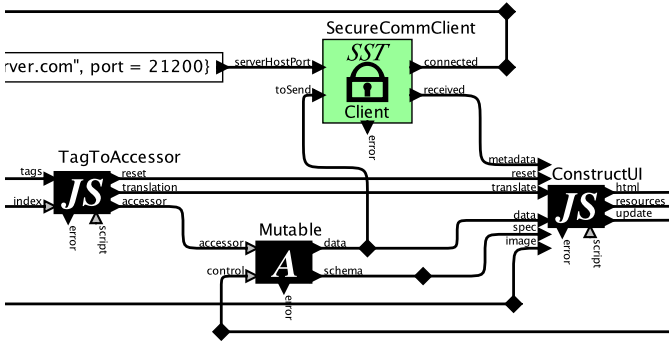 SecureCommClient
rver.com", port = 21200}
serverHostPort
SST
connected
toSend
received
Client
error
metadata
TagToAccessor
ConstructUI
tags
JS
reset
reset
translation
translate
html
index
accessor
JS
resources
data
update
error
script
Mutable
spec
accessor
data
image
control
A
schema
error
script
error